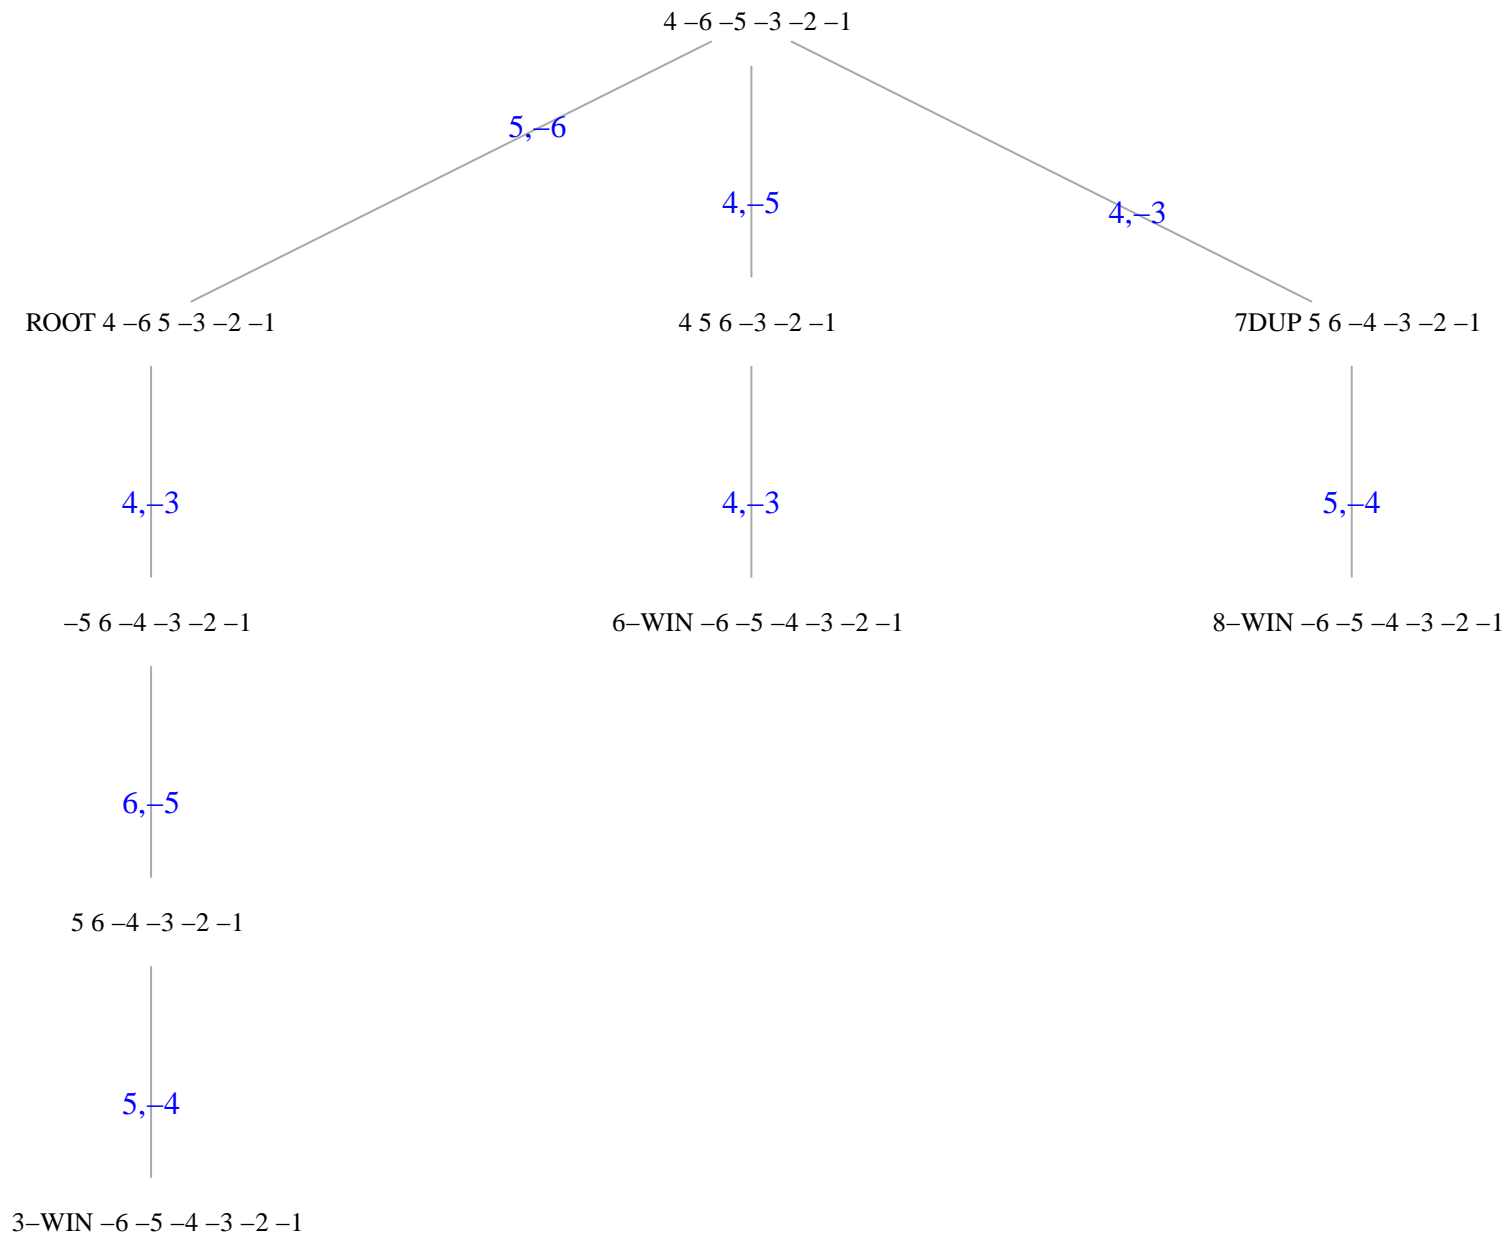 4 –6 –5 –3 –2 –1
5,–6
4,–5
4,–3
ROOT 4 –6 5 –3 –2 –1
4 5 6 –3 –2 –1
7DUP 5 6 –4 –3 –2 –1
4,–3
4,–3
5,–4
–5 6 –4 –3 –2 –1
6–WIN –6 –5 –4 –3 –2 –1
8–WIN –6 –5 –4 –3 –2 –1
6,–5
5 6 –4 –3 –2 –1
5,–4
3–WIN –6 –5 –4 –3 –2 –1